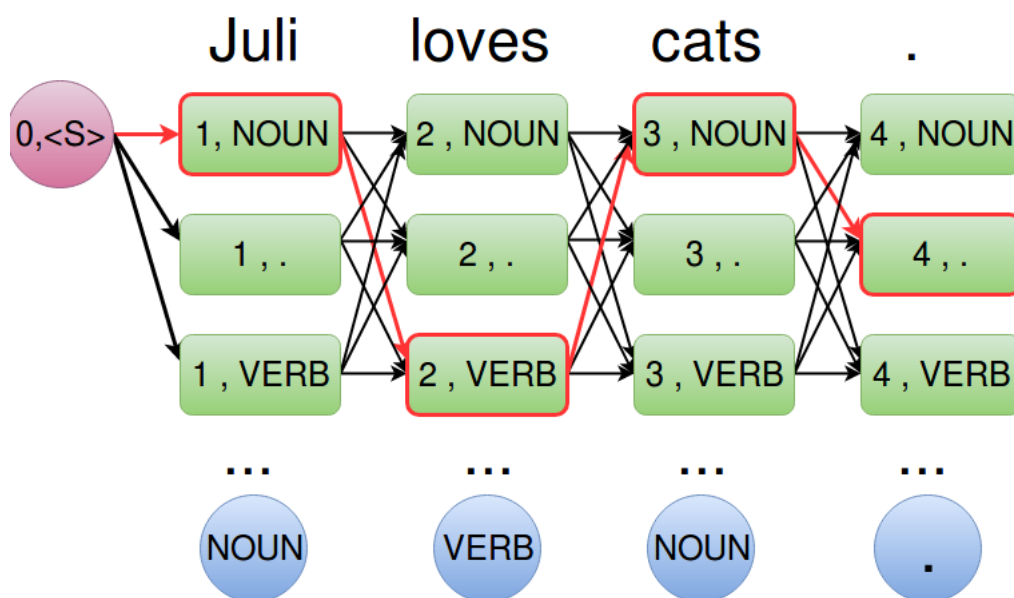 Juli loves cats .
0,<S> 1, NOUN 2 , NOUN 3 , NOUN 4 , NOUN
1 , . 2 , . 3 , . 4 , .
1 , VERB 2 , VERB 3 , VERB 4 , VERB
... ... ... ...
NOUN VERB NOUN .